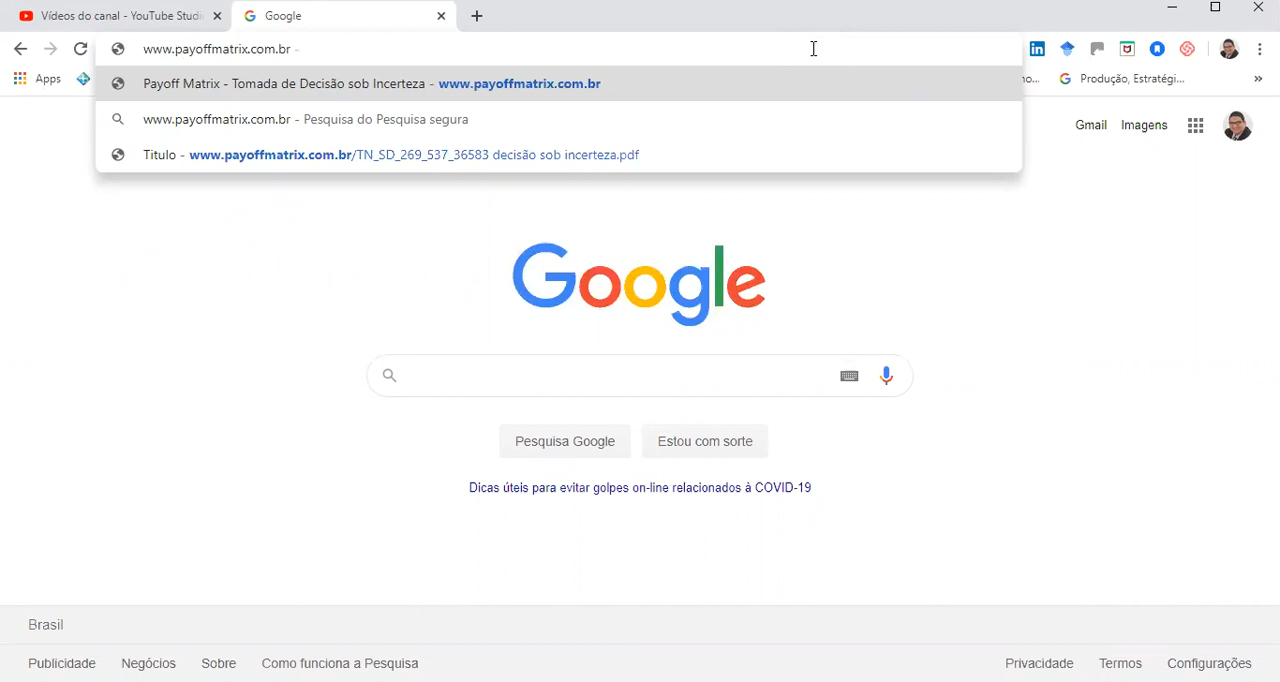 Vídeos do canal - YouTube Studi
Google
www.payoffmatrix.com.br -
Apps
Payoff Matrix - Tomada de Decisão sob Incerteza - www.payoffmatrix.com.br
no...
Produção, Estratégi...
»
www.payoffmatrix.com.br - Pesquisa do Pesquisa segura
Gmail
Imagens
Titulo - www.payoffmatrix.com.br/TN_SD_269_537_36583 decisão sob incerteza.pdf
Google
Pesquisa Google
Estou com sorte
Dicas úteis para evitar golpes on-line relacionados à COVID-19
Brasil
Publicidade
Negócios
Sobre
Como funciona a Pesquisa
Privacidade
Termos
Configurações